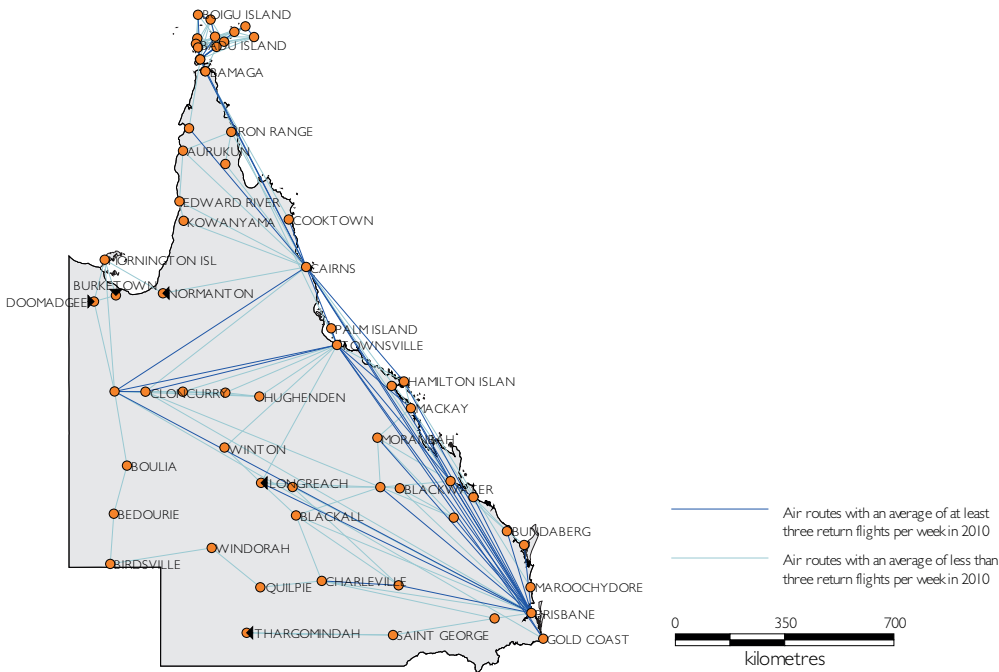 BOIGU ISLAND
BADU ISLAND
BAMAGA
IRON RANGE
AURUKUN
EDWARD RIVER
KOWANYAMA
COOKTOWN
MORNINGTON ISL
CAIRNS
BURKETOWN
NORMANTON
DOOMADGEE
PALM ISLAND
TOWNSVILLE
HAMILTON ISLAN
CLONCURRY
HUGHENDEN
MACKAY
MORANBAH
WINTON
BOULIA
LONGREACH
BLACKWATER
BEDOURIE
BLACKALL
BUNDABERG
WINDORAH
BIRDSVILLE
CHARLEVILLE
QUILPIE
MAROOCHYDORE
BRISBANE
THARGOMINDAH
SAINT GEORGE
GOLD COAST
Air routes with an average of at least
three return flights per week in 2010
Air routes with an average of less than
three return flights per week in 2010
0 350 700
kilometres